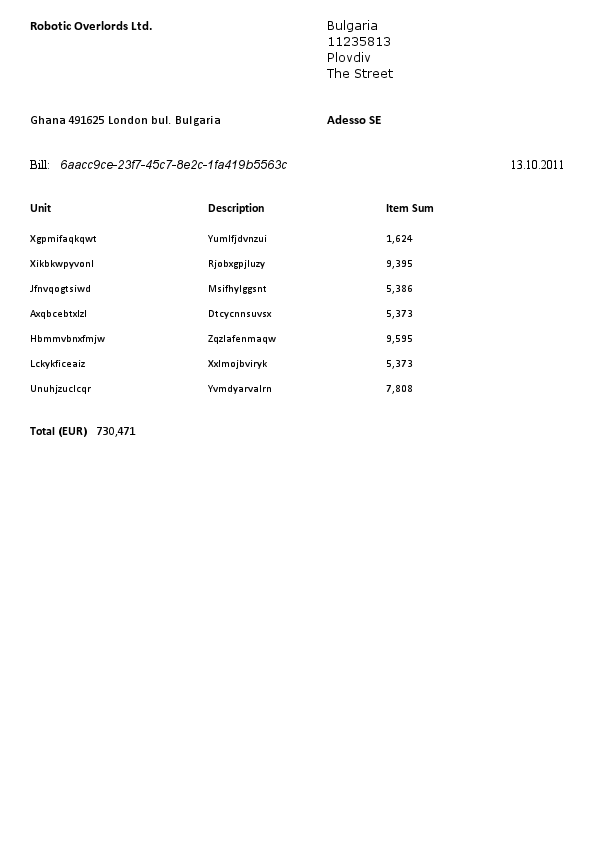 Robotic Overlords Ltd.
Bulgaria
11235813
Plovdiv
The Street
Ghana 491625 London bul. Bulgaria
Adesso SE
Bill: 6aacc9ce-23f7-45c7-8e2c-1fa419b5563c 13.10.2011
Unit Description Item Sum
Xgpmifaqkqwt Yumlfjdvnzui 1,624
Xikbkwpyvonl Rjobxgpjluzy 9,395
Jfnvqogtsiwd Msifhylggsnt 5,386
Axqbcebtxlzl Dtcycnnsuvsx 5,373
Hbmmvbnxfmjw Zqzlafenmaqw 9,595
Lckykficeaiz Xxlmojbviryk 5,373
Unuhjzuclcqr Yvmdyarvalrn 7,808
Total (EUR) 730,471